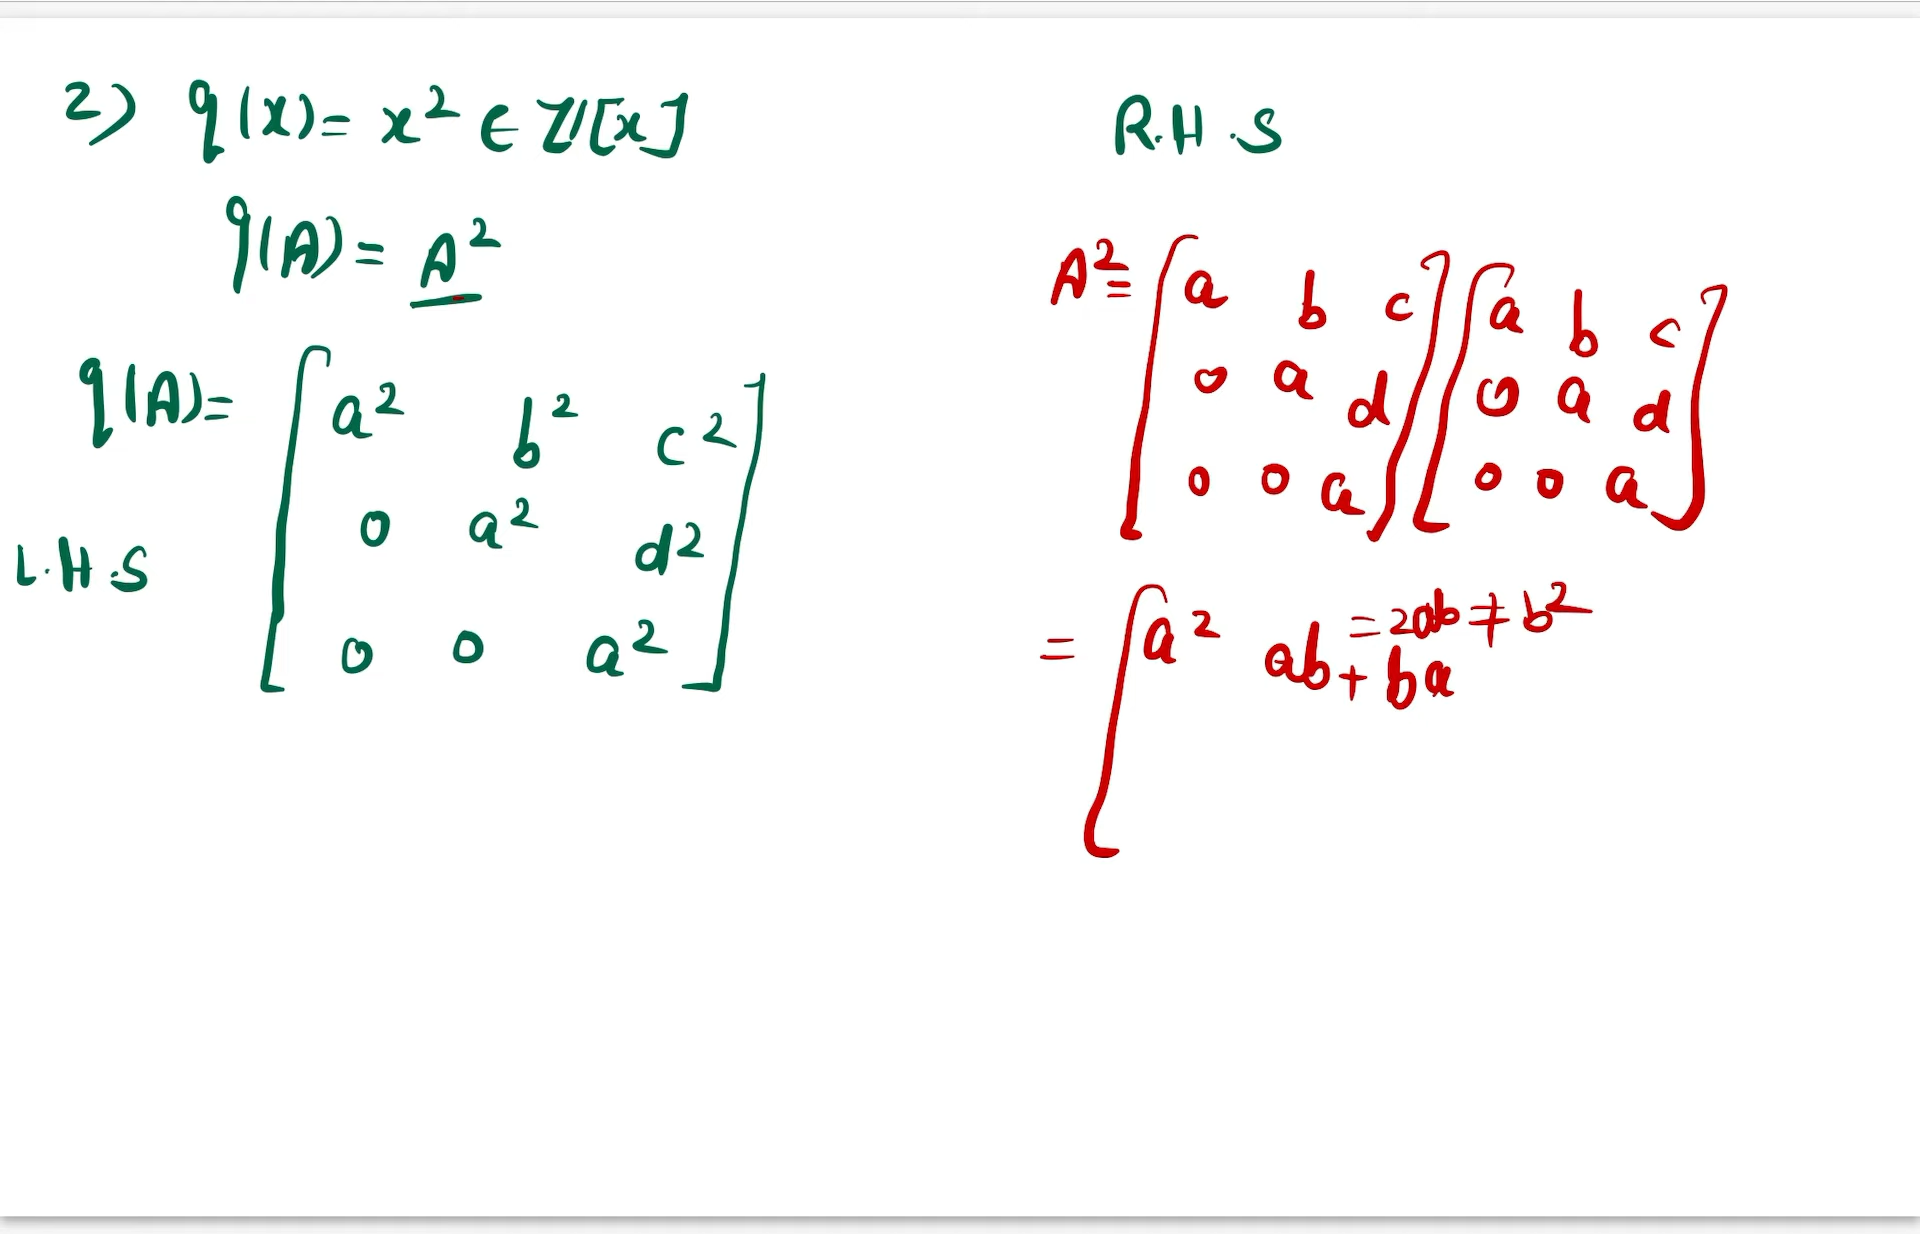 2) q(x) = x² ∈ ℤ[x]
q(A) = A²
q(A) = [a² b² c²
0 a² d²
0 0 a²]
L.H.S
R.H.S
A² = [a b c [a b c
0 a d 0 a d
0 0 a] 0 0 a]
= [a² ab + ba = 2ab ≠ b²